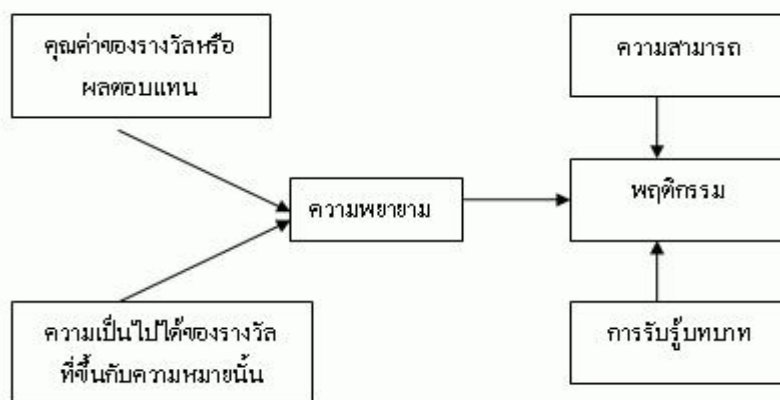 คุณค่าของรางวัลหรือ
ผลตอบแทน
ความสามารถ
ความพยายาม
พฤติกรรม
ความเป็นไปได้ของรางวัล
ที่ขึ้นกับความหมายนั้น
การรับรู้บทบาท